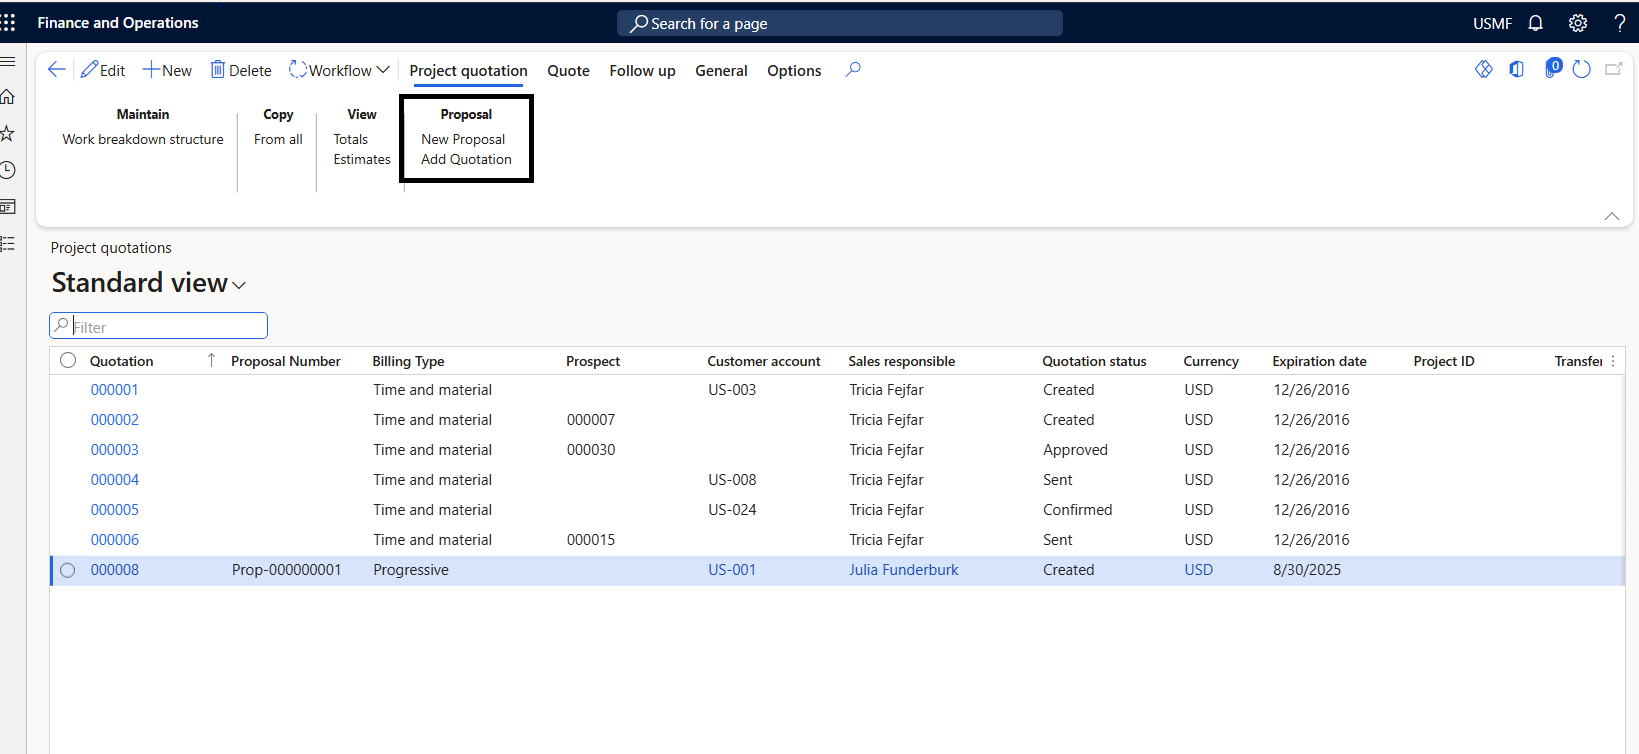 Finance and Operations Search for a page USMF
Edit New Delete Workflow Project quotation Quote Follow up General Options 0
Maintain Copy View Proposal
Work breakdown structure From all Totals New Proposal
Estimates Add Quotation
Project quotations
Standard view
Filter
Quotation Proposal Number Billing Type Prospect Customer account Sales responsible Quotation status Currency Expiration date Project ID Transfer
000001 Time and material US-003 Tricia Fejfar Created USD 12/26/2016
000002 Time and material 000007 Tricia Fejfar Created USD 12/26/2016
000003 Time and material 000030 Tricia Fejfar Approved USD 12/26/2016
000004 Time and material US-008 Tricia Fejfar Sent USD 12/26/2016
000005 Time and material US-024 Tricia Fejfar Confirmed USD 12/26/2016
000006 Time and material 000015 Tricia Fejfar Sent USD 12/26/2016
000008 Prop-000000001 Progressive US-001 Julia Funderburk Created USD 8/30/2025